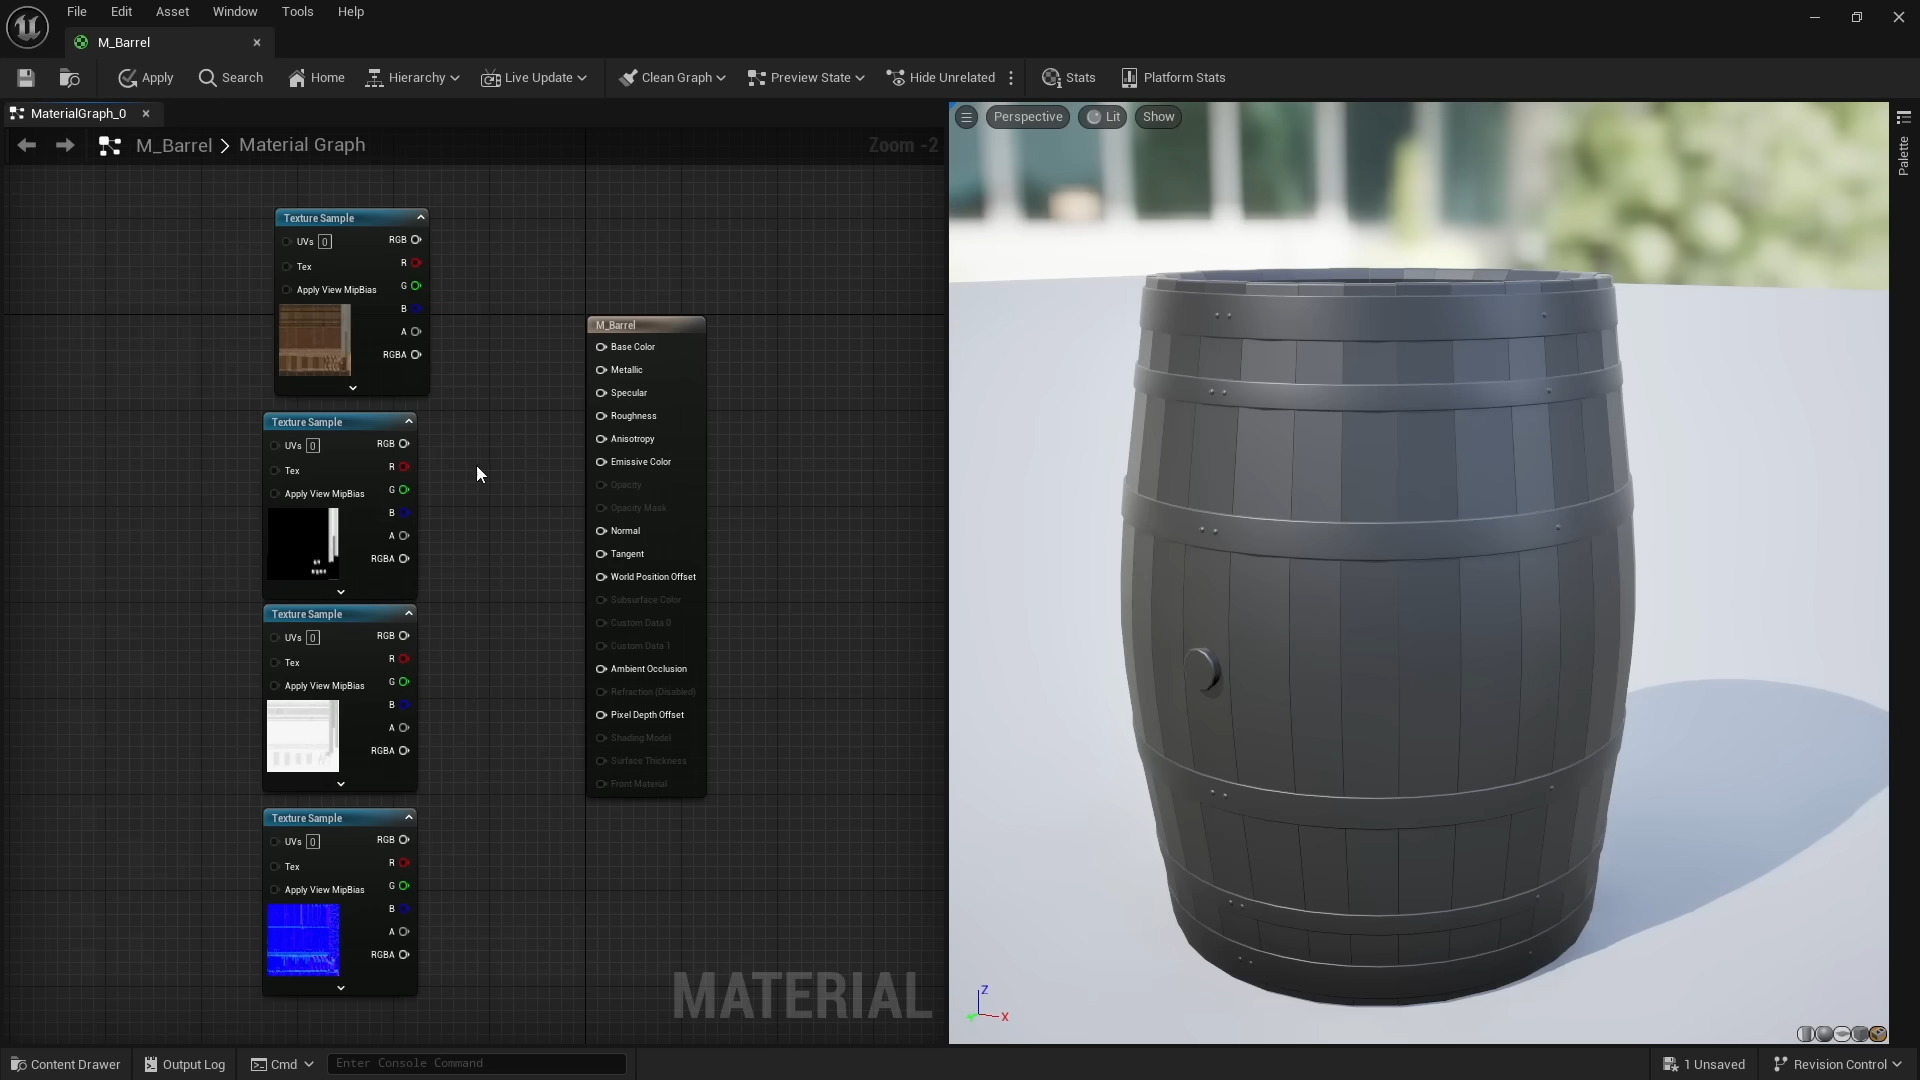 File Edit Asset Window Tools Help
M_Barrel
Apply Search Home Hierarchy Live Update Clean Graph Preview State Hide Unrelated Stats Platform Stats
MaterialGraph_0
M_Barrel > Material Graph
Zoom -2
Perspective Lit Show
Palette
Texture Sample
UVs 0 RGB
R
Tex
G
Apply View MipBias
B
A
RGBA
Texture Sample
UVs 0 RGB
R
Tex
G
Apply View MipBias
B
A
RGBA
Texture Sample
UVs 0 RGB
R
Tex
G
Apply View MipBias
B
A
RGBA
Texture Sample
UVs 0 RGB
R
Tex
G
Apply View MipBias
B
A
RGBA
M_Barrel
Base Color
Metallic
Specular
Roughness
Anisotropy
Emissive Color
Opacity
Opacity Mask
Normal
Tangent
World Position Offset
Subsurface Color
Custom Data 0
Custom Data 1
Ambient Occlusion
Refraction (Disabled)
Pixel Depth Offset
Shading Model
Surface Thickness
Front Material
MATERIAL
Z
X
Content Drawer Output Log Cmd Enter Console Command 1 Unsaved Revision Control